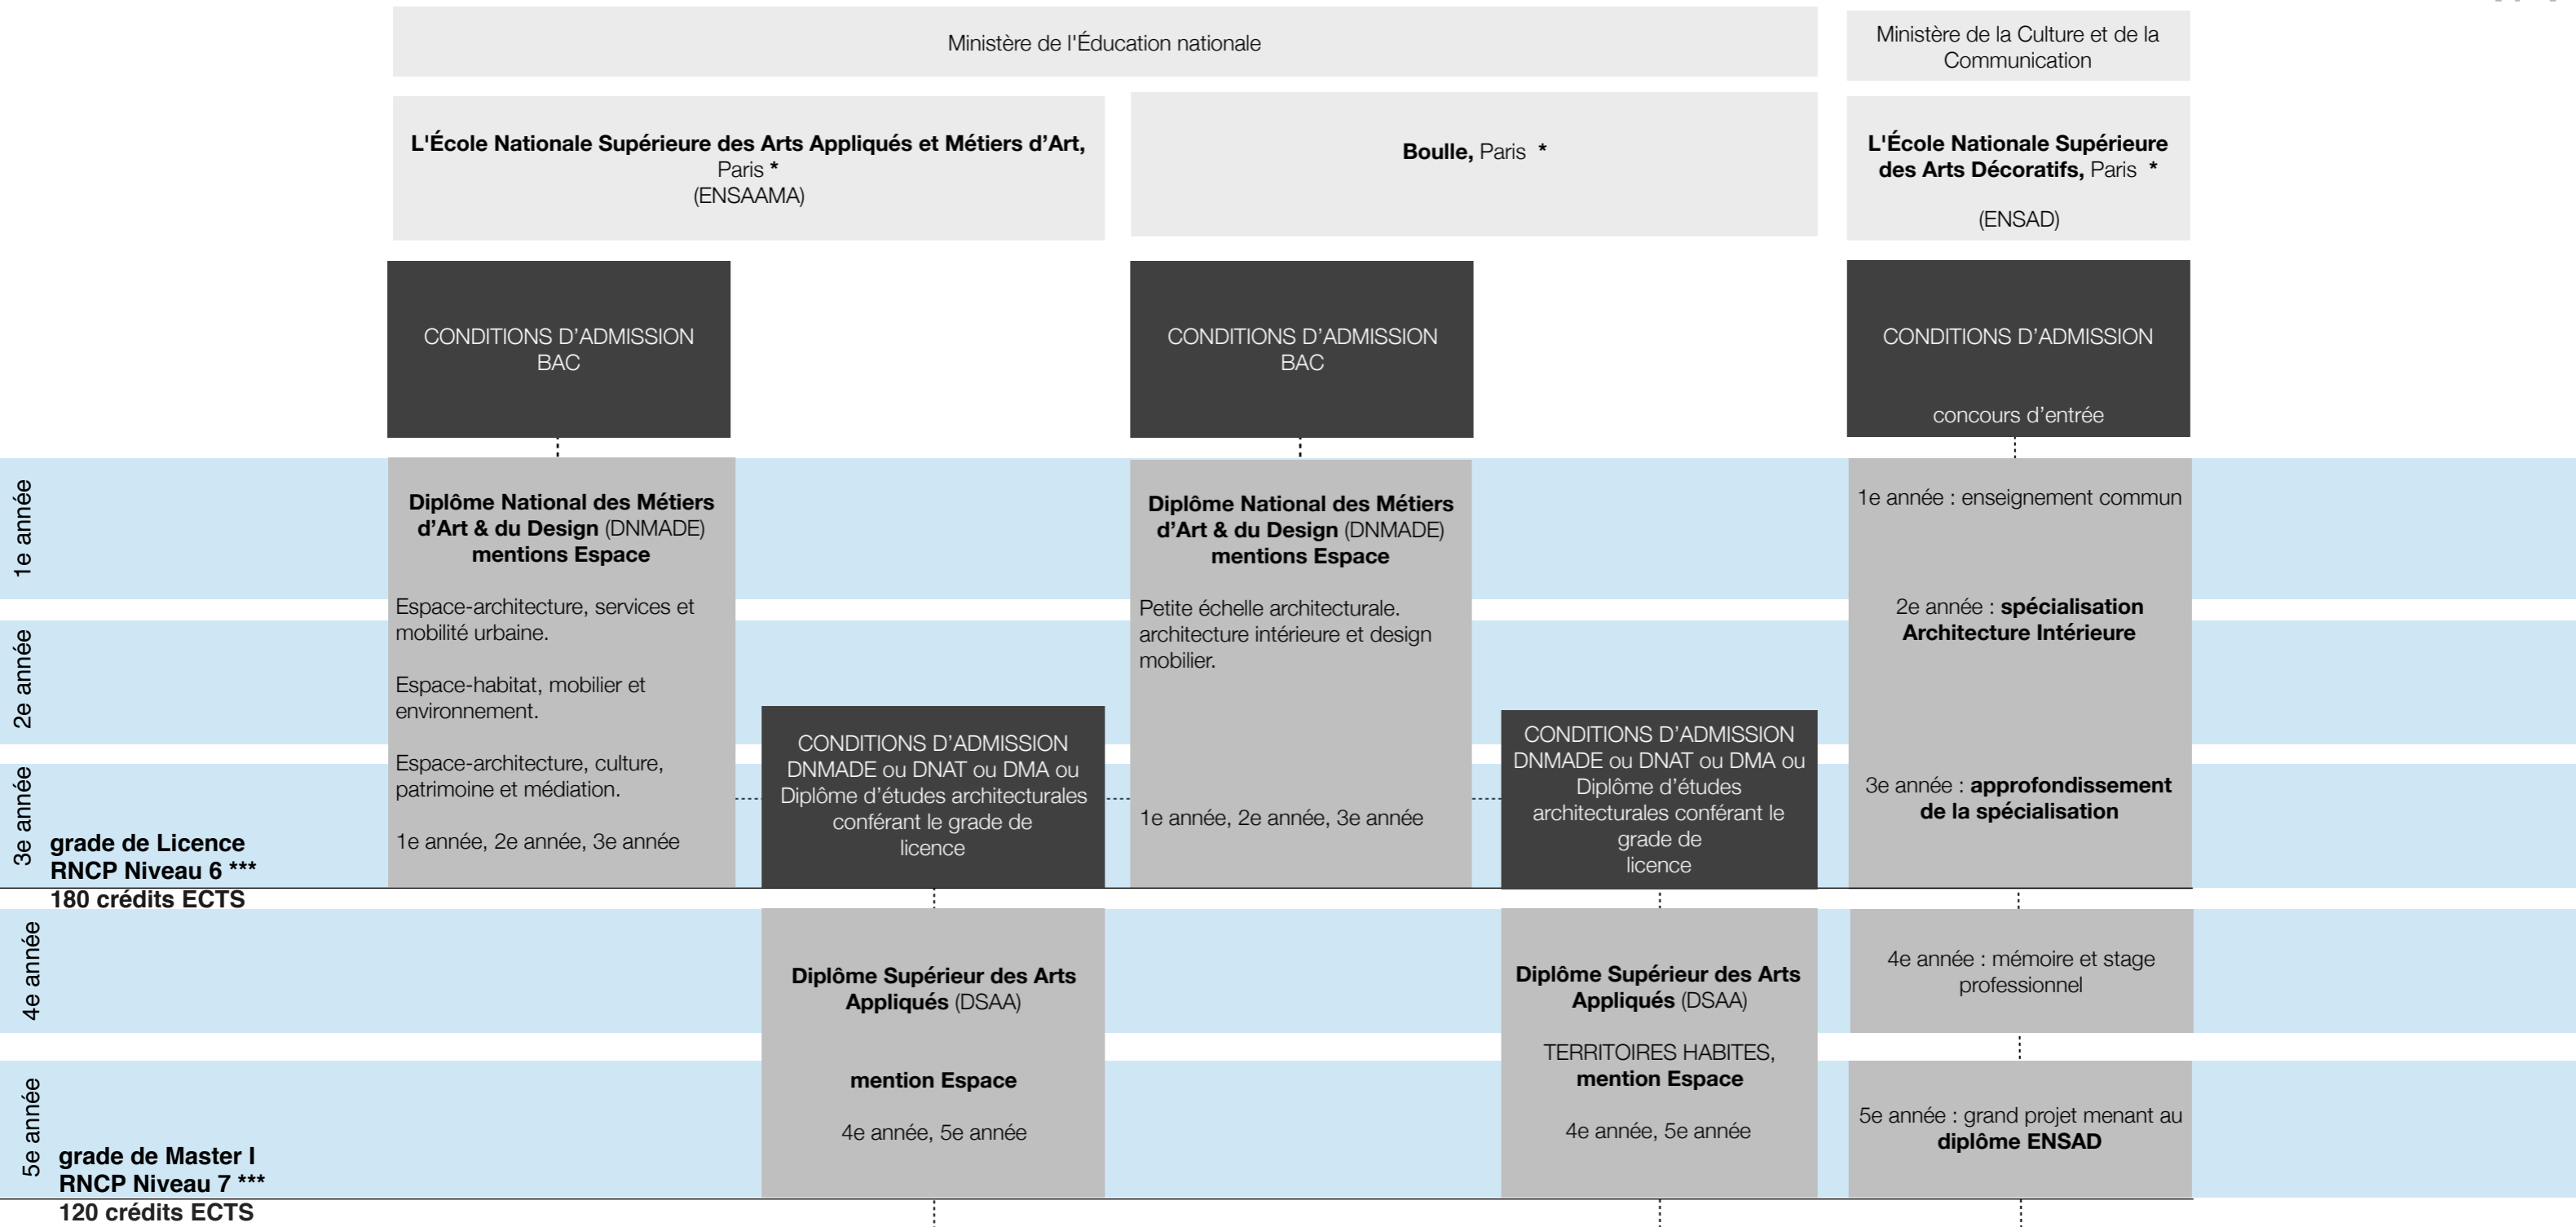 Ministère de l'Éducation nationale
Ministère de la Culture et de la
Communication
L'École Nationale Supérieure des Arts Appliqués et Métiers d’Art,
Paris *
(ENSAAMA)
Boulle, Paris *
L'École Nationale Supérieure
des Arts Décoratifs, Paris *
(ENSAD)
CONDITIONS D’ADMISSION
BAC
CONDITIONS D’ADMISSION
BAC
CONDITIONS D’ADMISSION
concours d’entrée
1e année
2e année
3e année
grade de Licence
RNCP Niveau 6 ***
180 crédits ECTS
4e année
5e année
grade de Master I
RNCP Niveau 7 ***
120 crédits ECTS
Diplôme National des Métiers
d’Art & du Design (DNMADE)
mentions Espace
Espace-architecture, services et
mobilité urbaine.
Espace-habitat, mobilier et
environnement.
Espace-architecture, culture,
patrimoine et médiation.
1e année, 2e année, 3e année
CONDITIONS D’ADMISSION
DNMADE ou DNAT ou DMA ou
Diplôme d’études architecturales
conférant le grade de
licence
Diplôme Supérieur des Arts
Appliqués (DSAA)
mention Espace
4e année, 5e année
Diplôme National des Métiers
d’Art & du Design (DNMADE)
mentions Espace
Petite échelle architecturale.
architecture intérieure et design
mobilier.
1e année, 2e année, 3e année
CONDITIONS D’ADMISSION
DNMADE ou DNAT ou DMA ou
Diplôme d’études
architecturales conférant le
grade de
licence
Diplôme Supérieur des Arts
Appliqués (DSAA)
TERRITOIRES HABITES,
mention Espace
4e année, 5e année
1e année : enseignement commun
2e année : spécialisation
Architecture Intérieure
3e année : approfondissement
de la spécialisation
4e année : mémoire et stage
professionnel
5e année : grand projet menant au
diplôme ENSAD